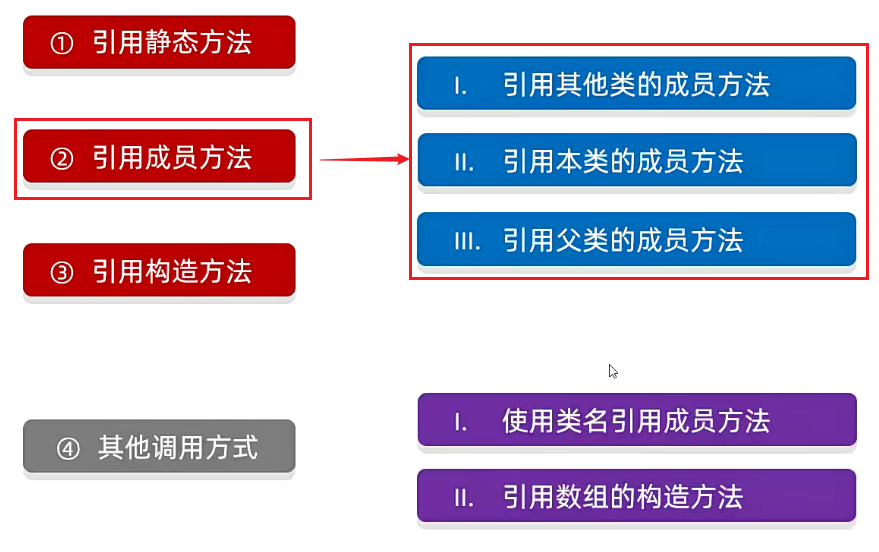 ① 引用静态方法
② 引用成员方法
I. 引用其他类的成员方法
II. 引用本类的成员方法
III. 引用父类的成员方法
③ 引用构造方法
④ 其他调用方式
I. 使用类名引用成员方法
II. 引用数组的构造方法